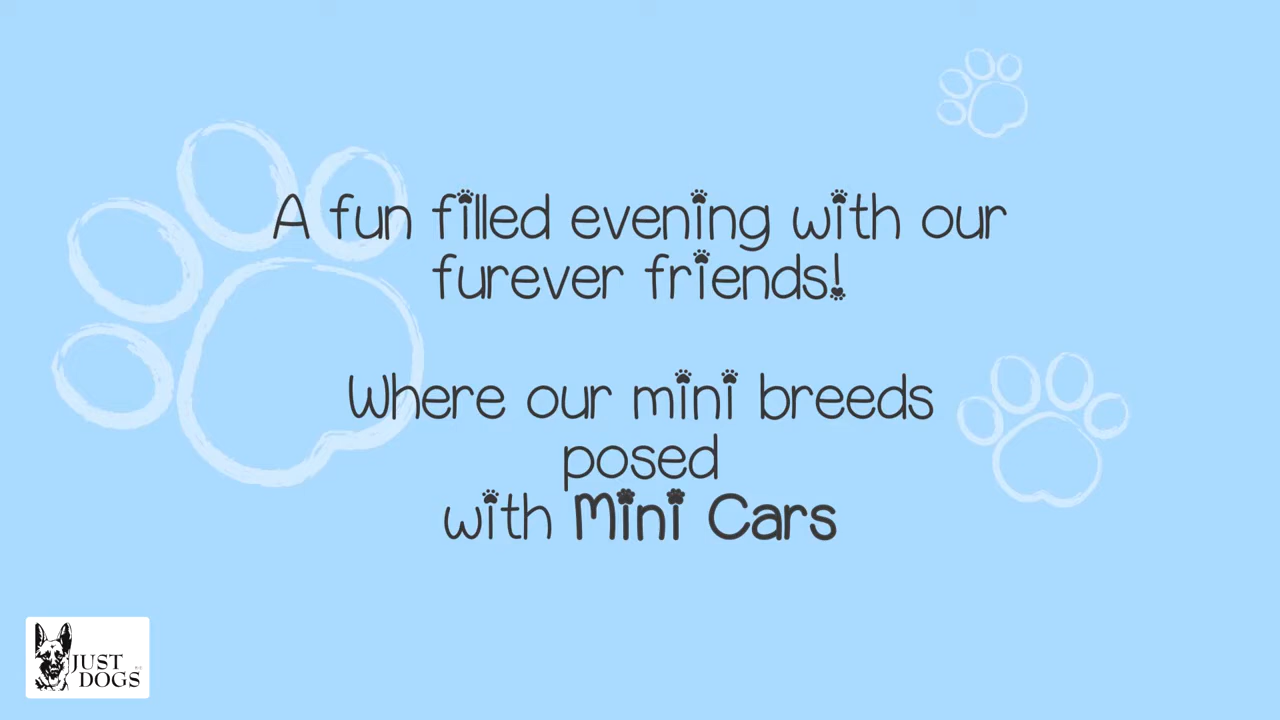 A fun filled evening with our
furever friends!
Where our mini breeds
posed
with Mini Cars
JUST
DOGS